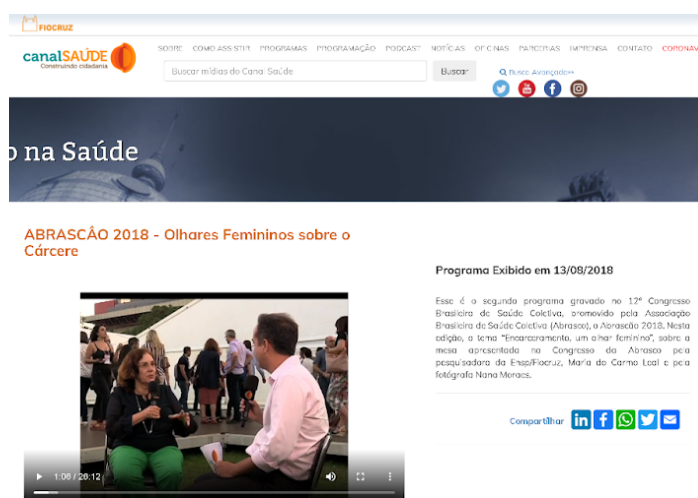 FIOCRUZ
canalSAÚDE
Construindo cidadania
SOBRE COMO ASSISTIR PROGRAMAS PROGRAMAÇÃO PODCAST NOTÍCIAS OFICINAS PARCERIAS IMPRENSA CONTATO CORONAV
Buscar mídias do Canal Saúde
Buscar
Busca Avançada»»
o na Saúde
ABRASCÂO 2018 - Olhares Femininos sobre o
Cárcere
Programa Exibido em 13/08/2018
Esse é o segundo programa gravado no 12º Congresso
Brasileiro de Saúde Coletiva, promovido pela Associação
Brasileira de Saúde Coletiva (Abrasco), o Abrascão 2018. Nesta
edição, o tema "Encarceramento, um olhar feminino", sobre a
mesa apresentada no Congresso da Abrasco pela
pesquisadora da Ensp/Fiocruz, Maria do Carmo Leal e pela
fotógrafa Nana Moraes.
Compartilhar
1:06 / 26:12